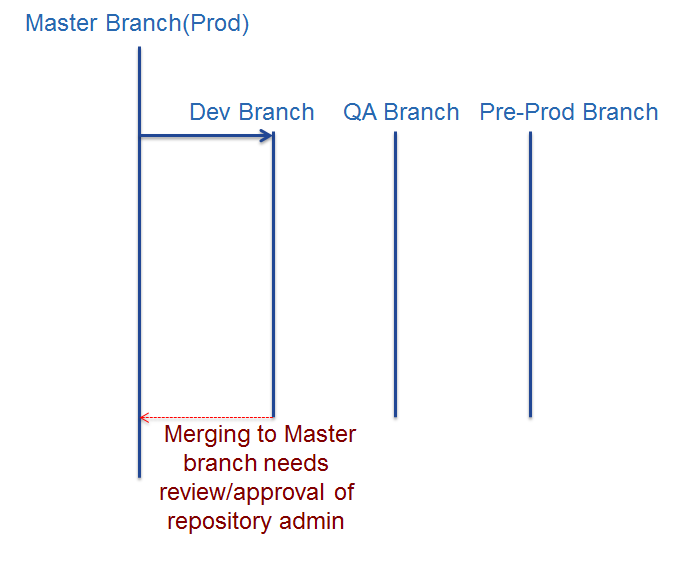 Master Branch(Prod)
Dev Branch
QA Branch
Pre-Prod Branch
Merging to Master
branch needs
review/approval of
repository admin